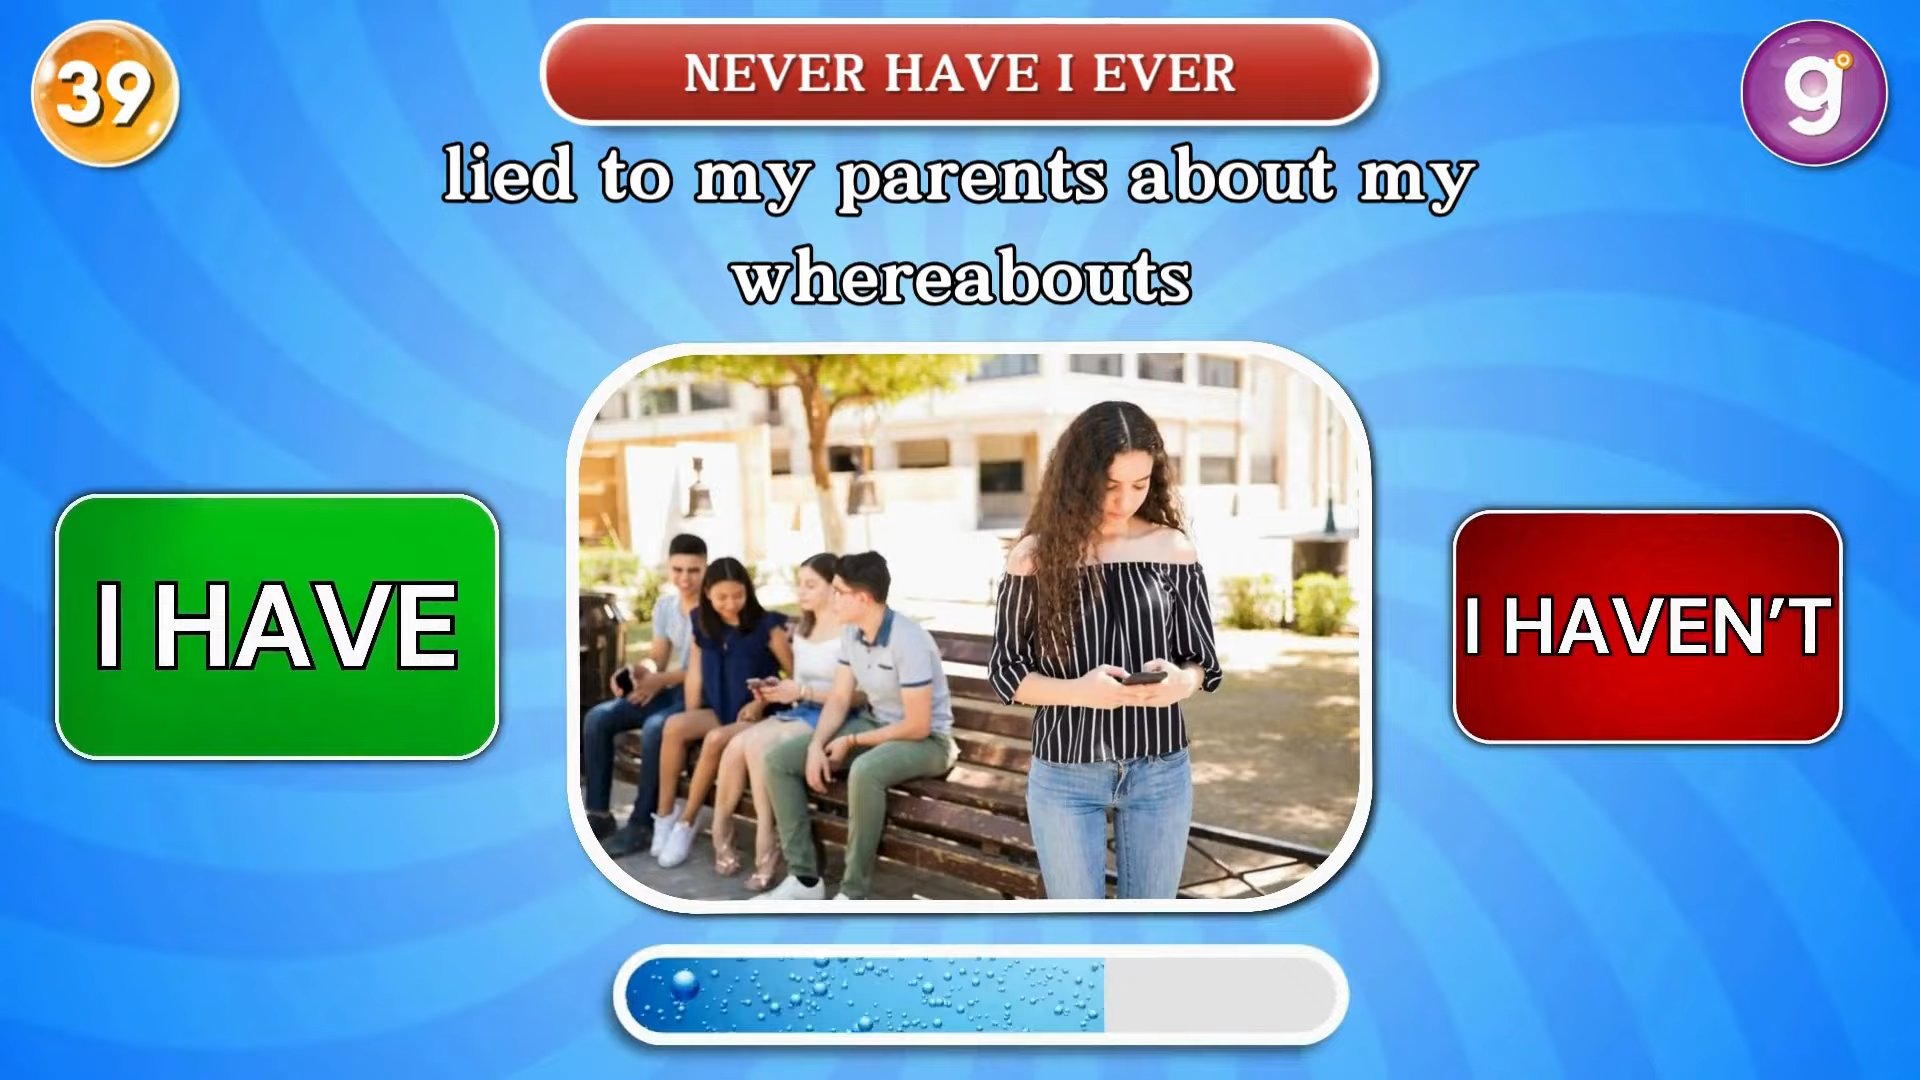 39
NEVER HAVE I EVER
g
lied to my parents about my
whereabouts
I HAVE
I HAVEN'T